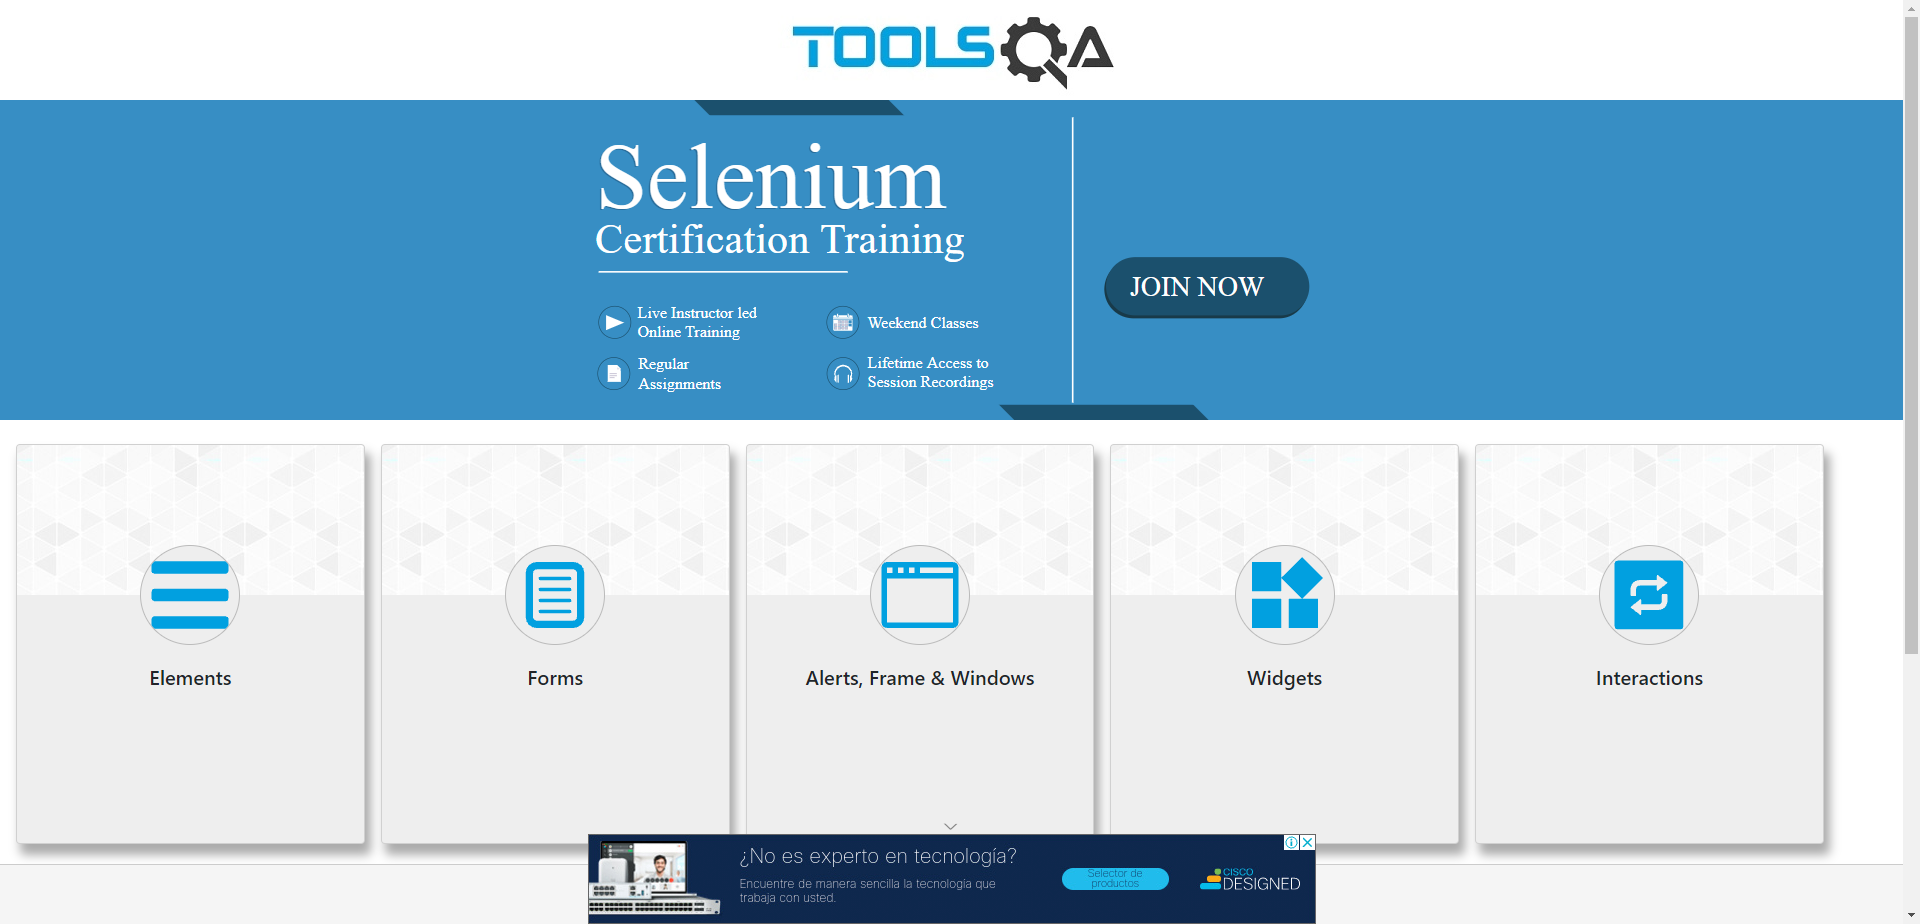 TOOLSQA
Selenium
Certification Training
JOIN NOW
Live Instructor led
Online Training
Weekend Classes
Regular
Assignments
Lifetime Access to
Session Recordings
Elements
Forms
Alerts, Frame & Windows
Widgets
Interactions
¿No es experto en tecnología?
Encuentre de manera sencilla la tecnología que
trabaja con usted.
Selector de
productos
CISCO
DESIGNED